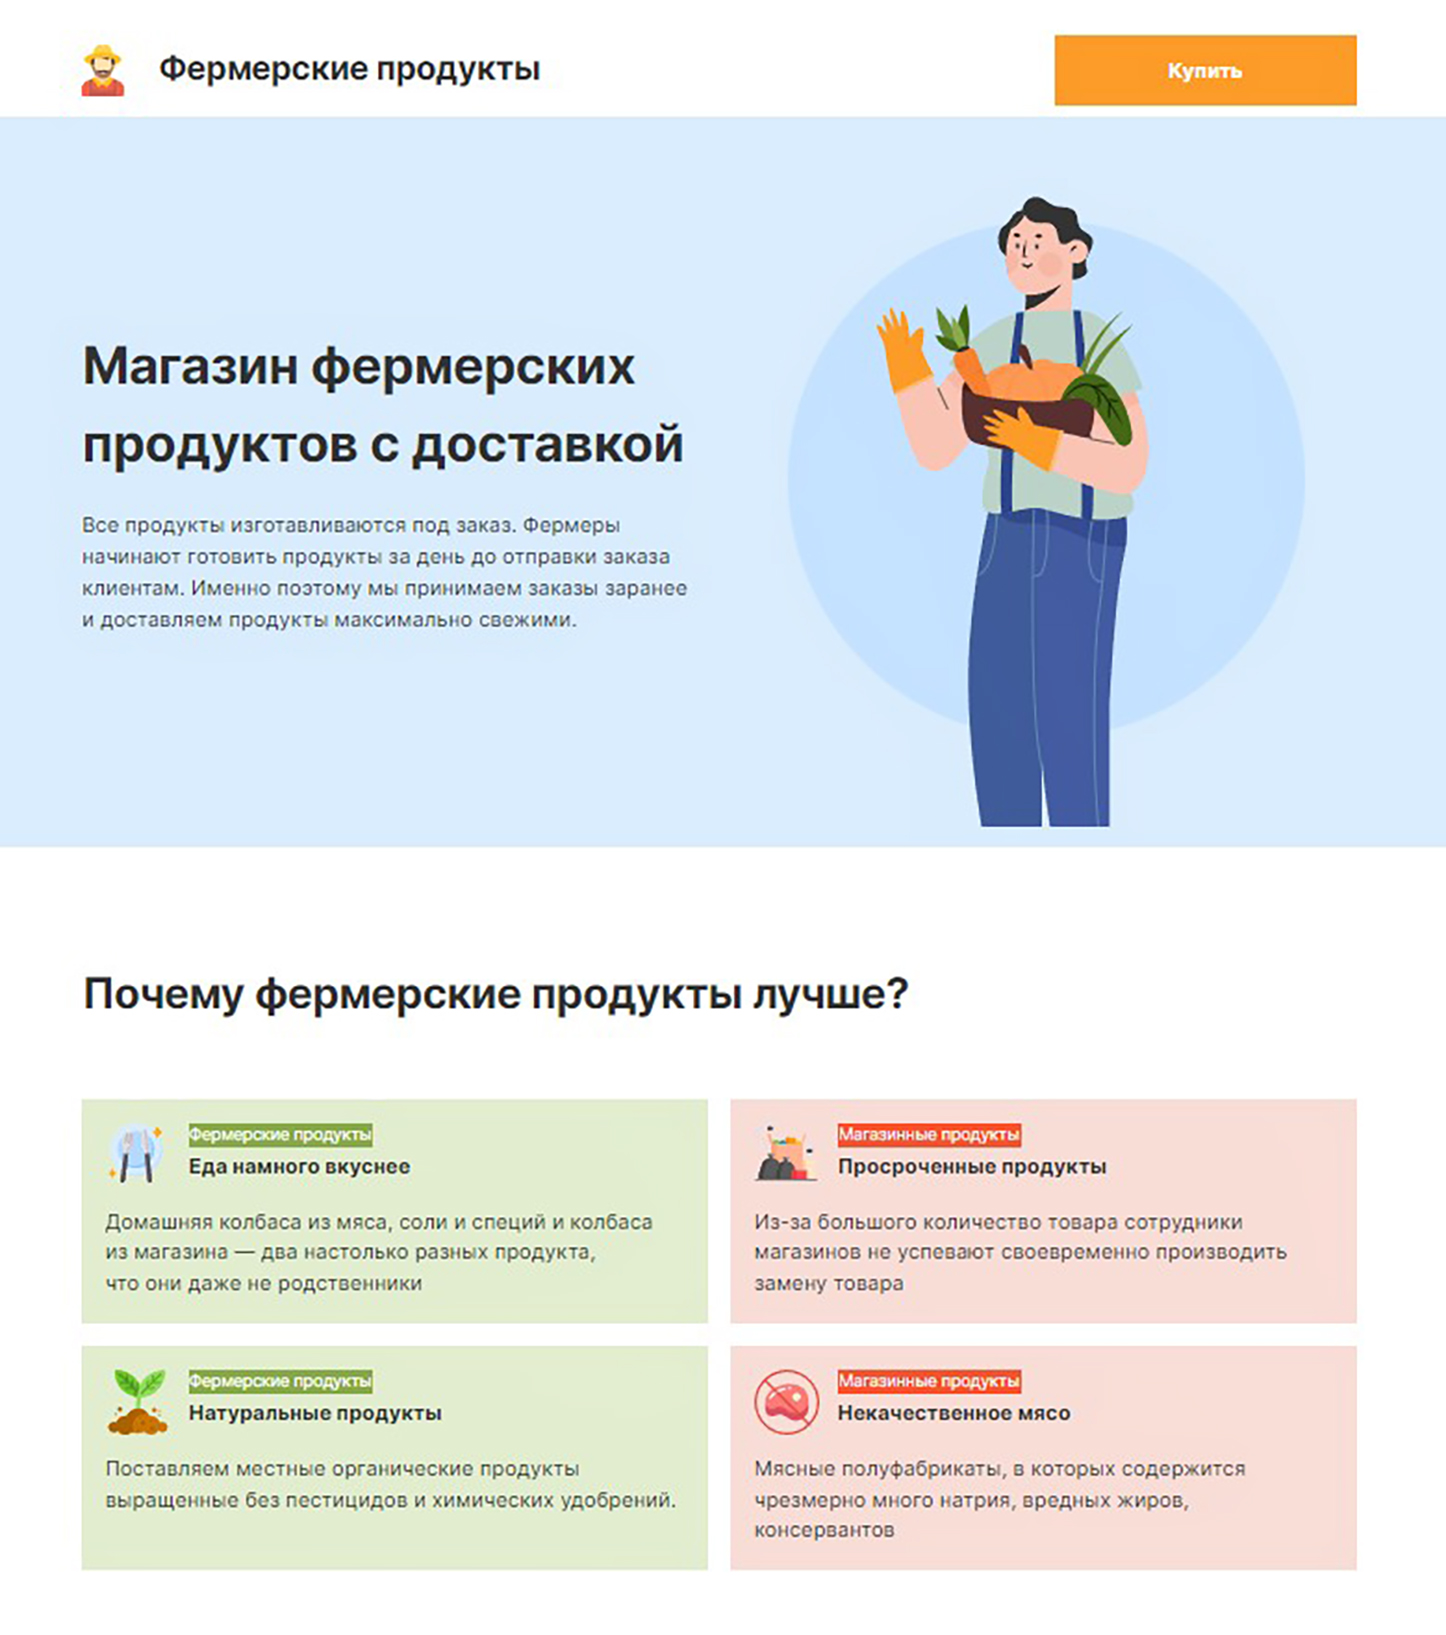 Фермерские продукты
Купить
Магазин фермерских
продуктов с доставкой
Все продукты изготавливаются под заказ. Фермеры
начинают готовить продукты за день до отправки заказа
клиентам. Именно поэтому мы принимаем заказы заранее
и доставляем продукты максимально свежими.
Почему фермерские продукты лучше?
Фермерские продукты
Еда намного вкуснее
Домашняя колбаса из мяса, соли и специй и колбаса
из магазина — два настолько разных продукта,
что они даже не родственники
Магазинные продукты
Просроченные продукты
Из-за большого количество товара сотрудники
магазинов не успевают своевременно производить
замену товара
Фермерские продукты
Натуральные продукты
Поставляем местные органические продукты
выращенные без пестицидов и химических удобрений.
Магазинные продукты
Некачественное мясо
Мясные полуфабрикаты, в которых содержится
чрезмерно много натрия, вредных жиров,
консервантов